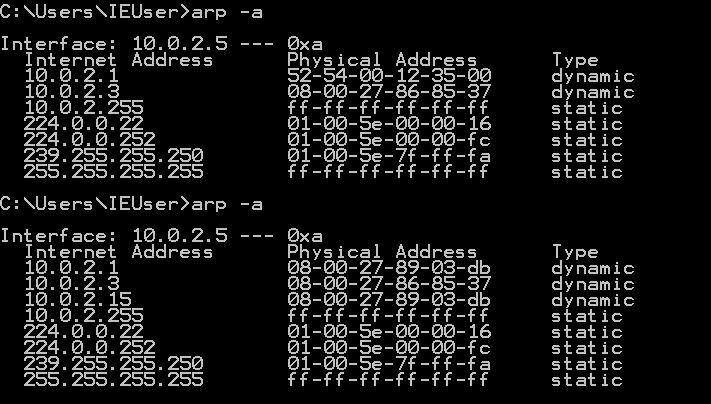 C:\Users\IEUser>arp -a
Interface: 10.0.2.5 --- 0xa
Internet Address Physical Address Type
10.0.2.1 52-54-00-12-35-00 dynamic
10.0.2.3 08-00-27-86-85-37 dynamic
10.0.2.255 ff-ff-ff-ff-ff-ff static
224.0.0.22 01-00-5e-00-00-16 static
224.0.0.252 01-00-5e-00-00-fc static
239.255.255.250 01-00-5e-7f-ff-fa static
255.255.255.255 ff-ff-ff-ff-ff-ff static
C:\Users\IEUser>arp -a
Interface: 10.0.2.5 --- 0xa
Internet Address Physical Address Type
10.0.2.1 08-00-27-89-03-db dynamic
10.0.2.3 08-00-27-86-85-37 dynamic
10.0.2.15 08-00-27-89-03-db dynamic
10.0.2.255 ff-ff-ff-ff-ff-ff static
224.0.0.22 01-00-5e-00-00-16 static
224.0.0.252 01-00-5e-00-00-fc static
239.255.255.250 01-00-5e-7f-ff-fa static
255.255.255.255 ff-ff-ff-ff-ff-ff static